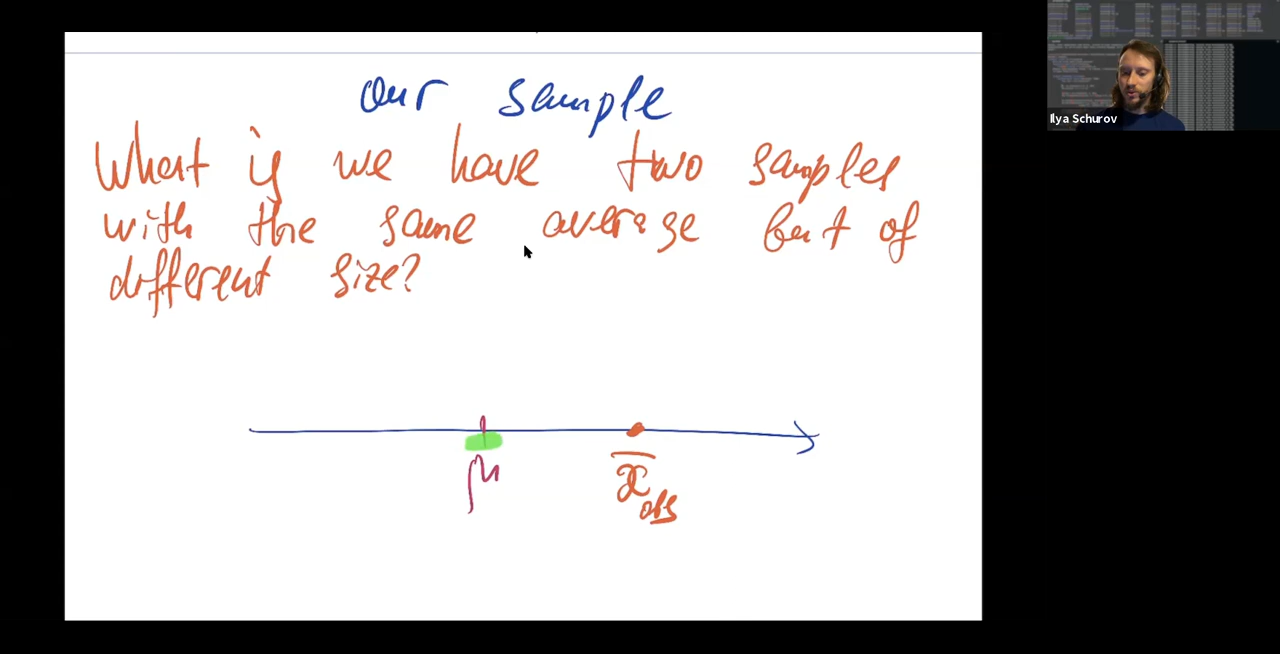 our sample
What if we have two samples
with the same average but of
different size?
μ
x̄ obs
Ilya Schurov